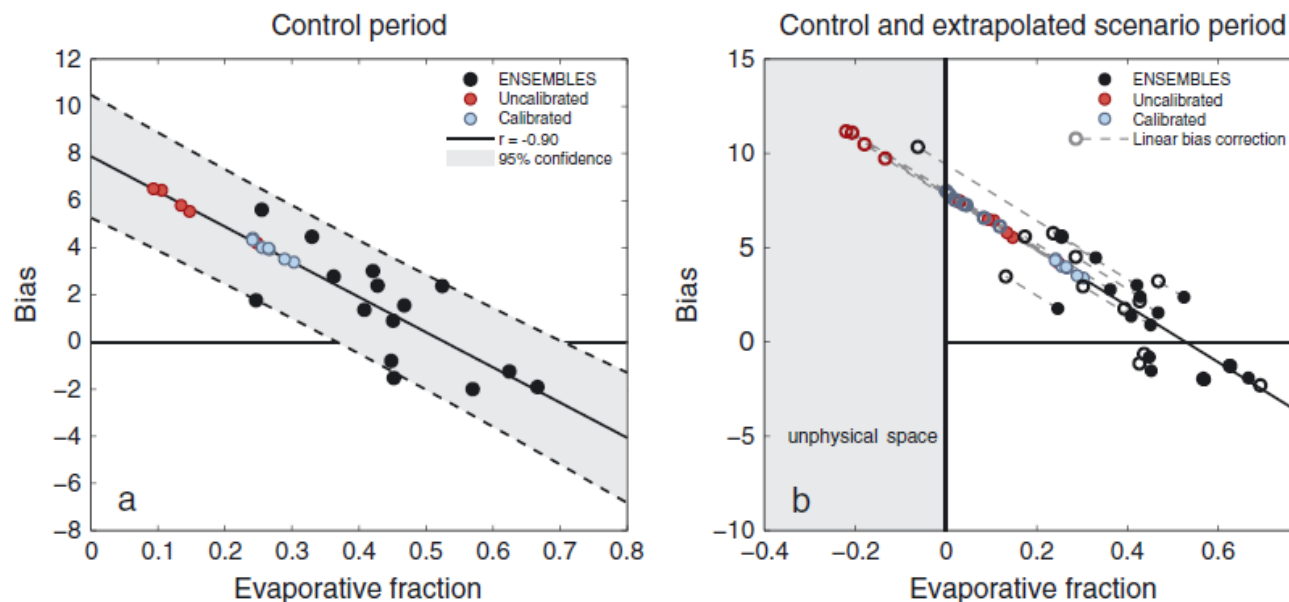 Control period
12
10
8
6
4
2
0
−2
−4
−6
−8
Bias
ENSEMBLES
Uncalibrated
Calibrated
r = -0.90
95% confidence
a
0 0.1 0.2 0.3 0.4 0.5 0.6 0.7 0.8
Evaporative fraction
Control and extrapolated scenario period
15
10
5
0
−5
−10
Bias
ENSEMBLES
Uncalibrated
Calibrated
Linear bias correction
unphysical space
b
−0.4 −0.2 0 0.2 0.4 0.6
Evaporative fraction